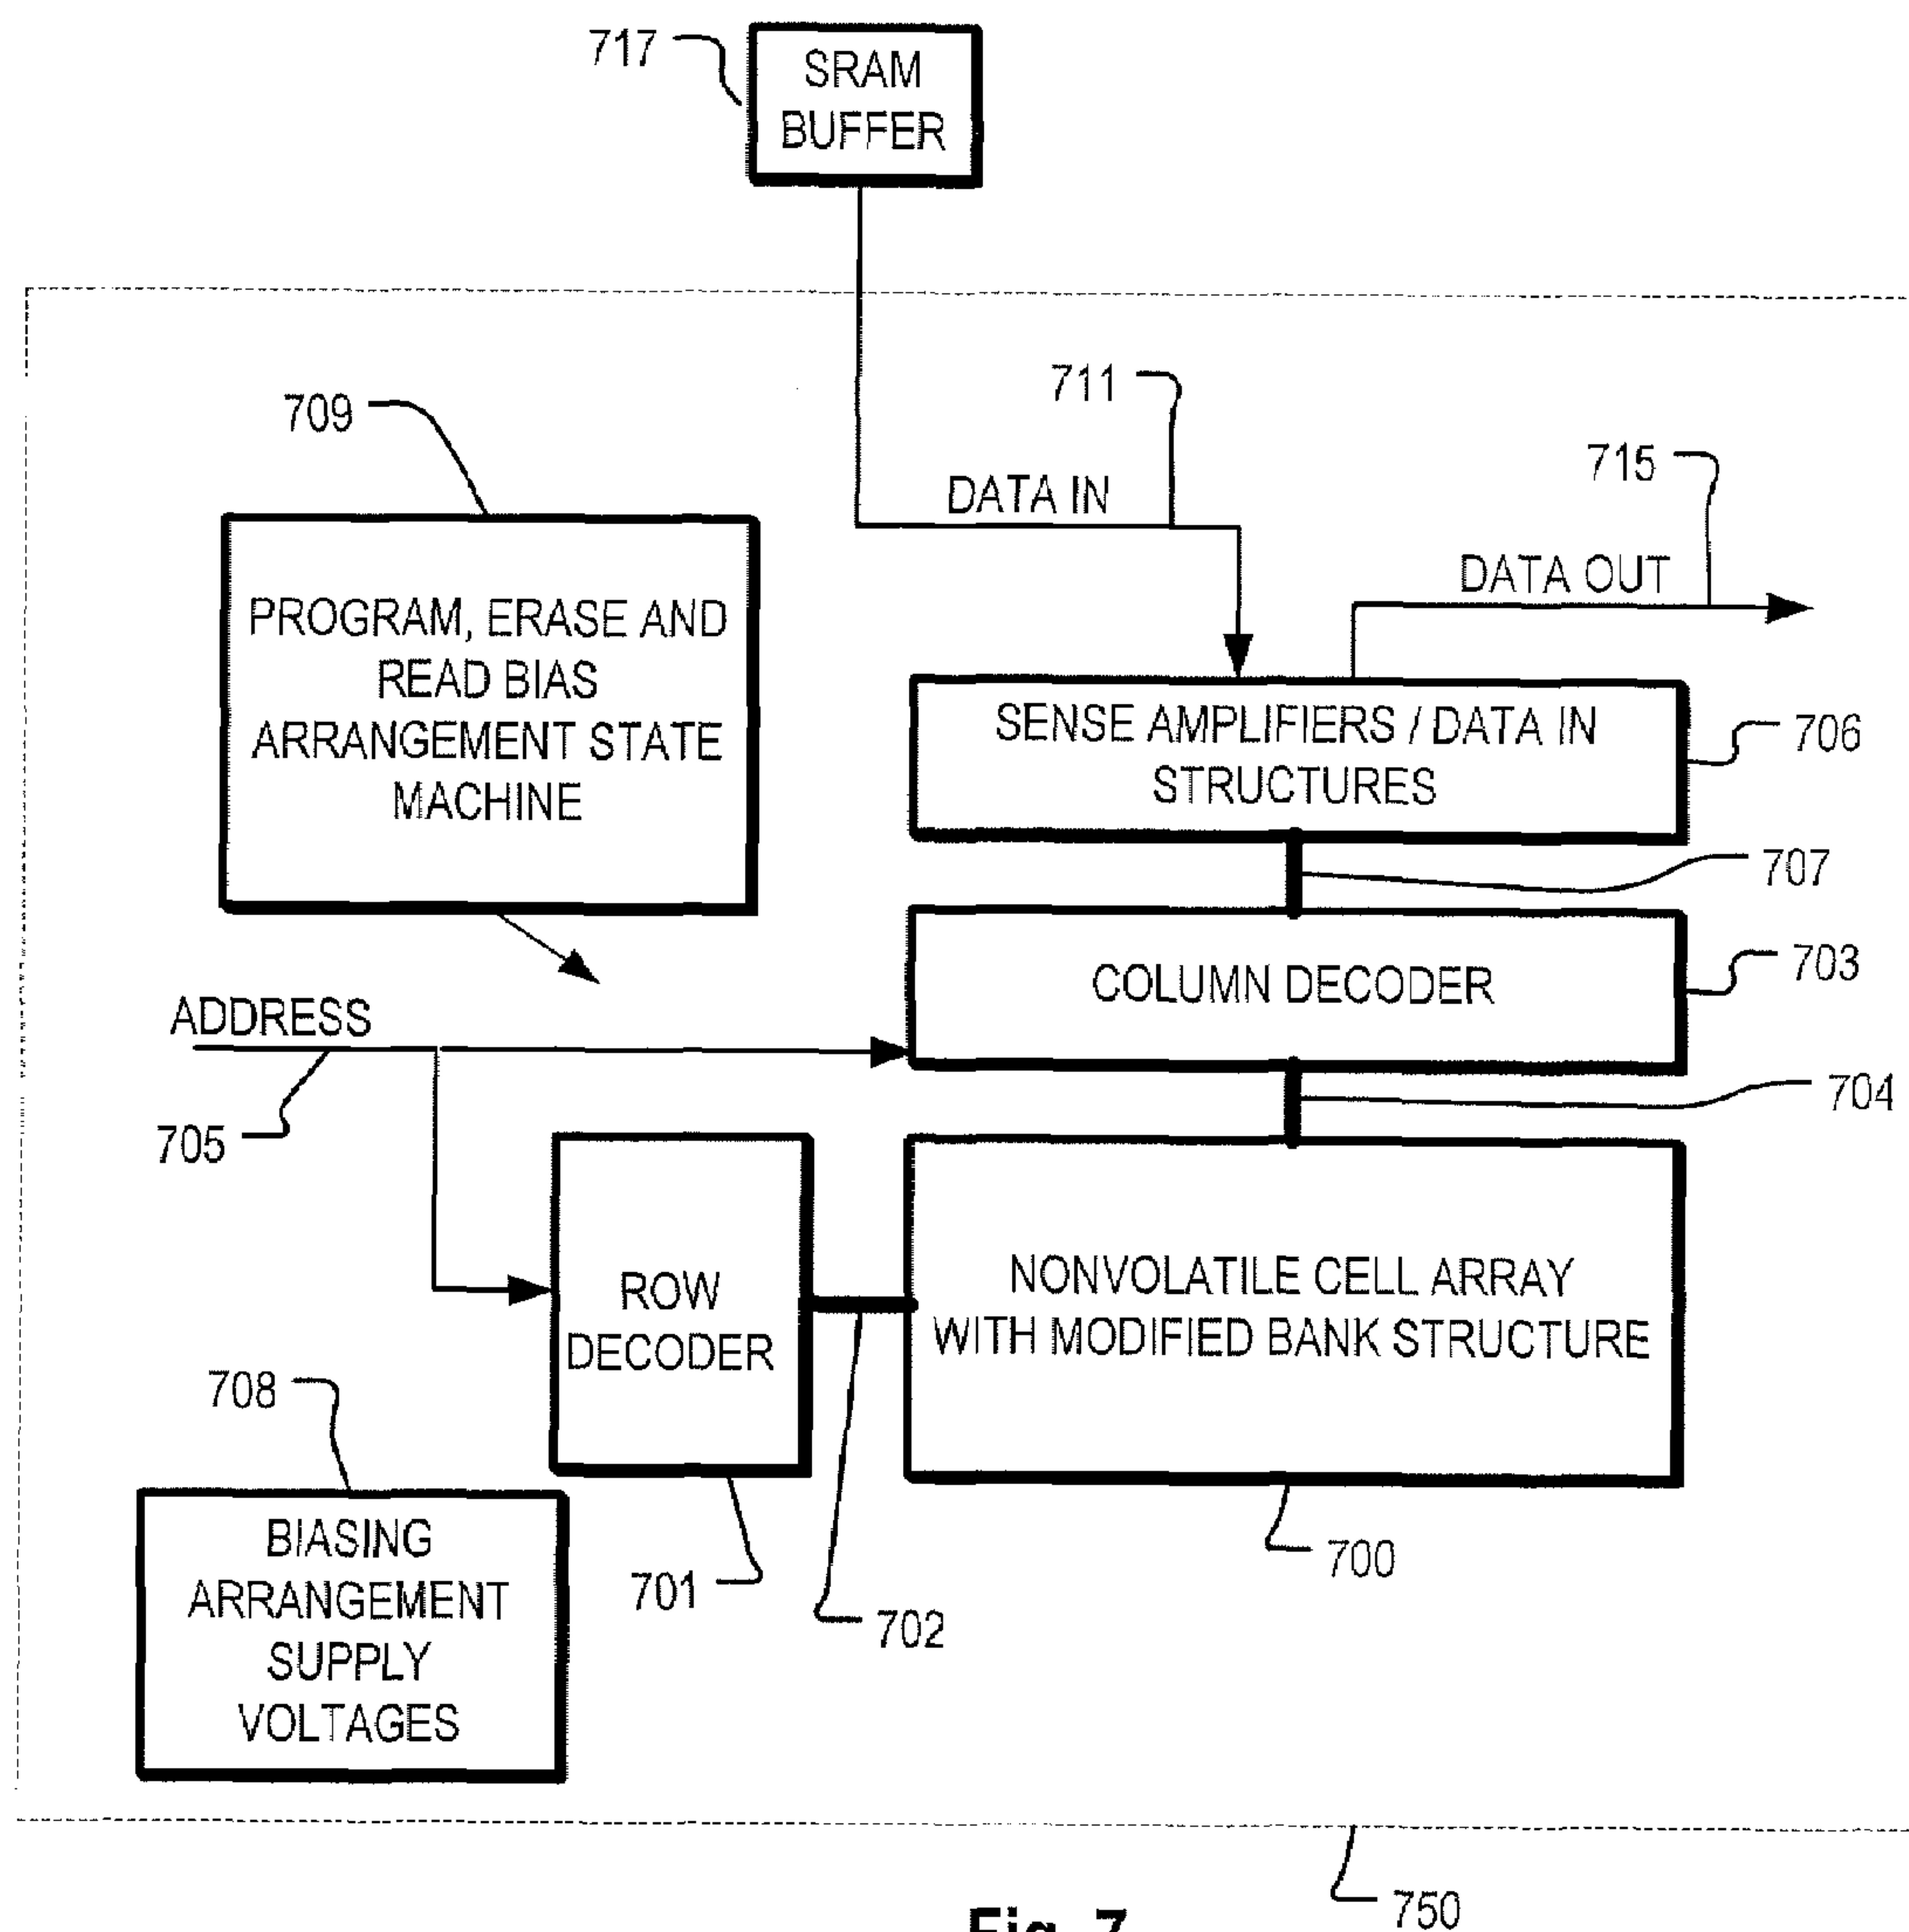 717
SRAM
BUFFER
711
709
DATA IN
715
DATA OUT
PROGRAM, ERASE AND
READ BIAS
ARRANGEMENT STATE
MACHINE
SENSE AMPLIFIERS / DATA IN
STRUCTURES
706
707
COLUMN DECODER
703
ADDRESS
705
704
ROW
DECODER
NONVOLATILE CELL ARRAY
WITH MODIFIED BANK STRUCTURE
708
701
702
700
BIASING
ARRANGEMENT
SUPPLY
VOLTAGES
750
Fig. 7